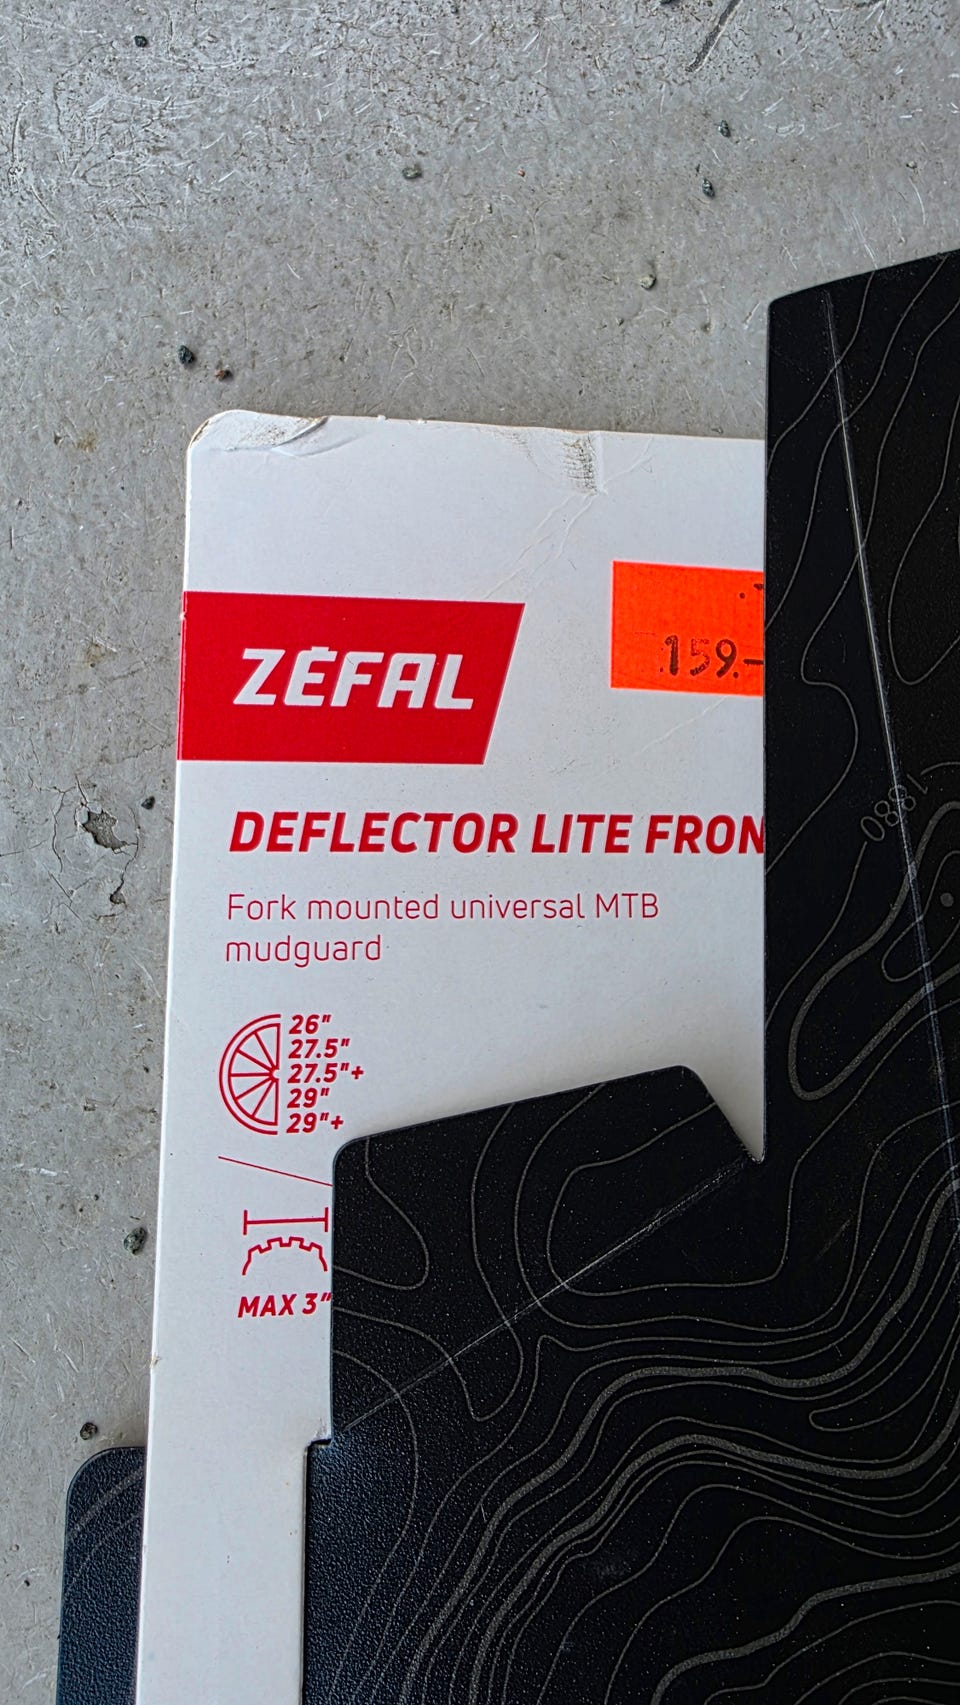 ZÉFAL
159.-
DEFLECTOR LITE FRON
Fork mounted universal MTB
mudguard
26"
27.5"
27.5"+
29"
29"+
MAX 3"
1880